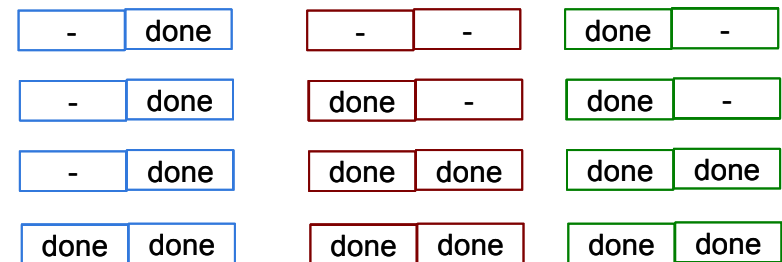 - done - - done -
- done done - done -
- done done done done done
done done done done done done